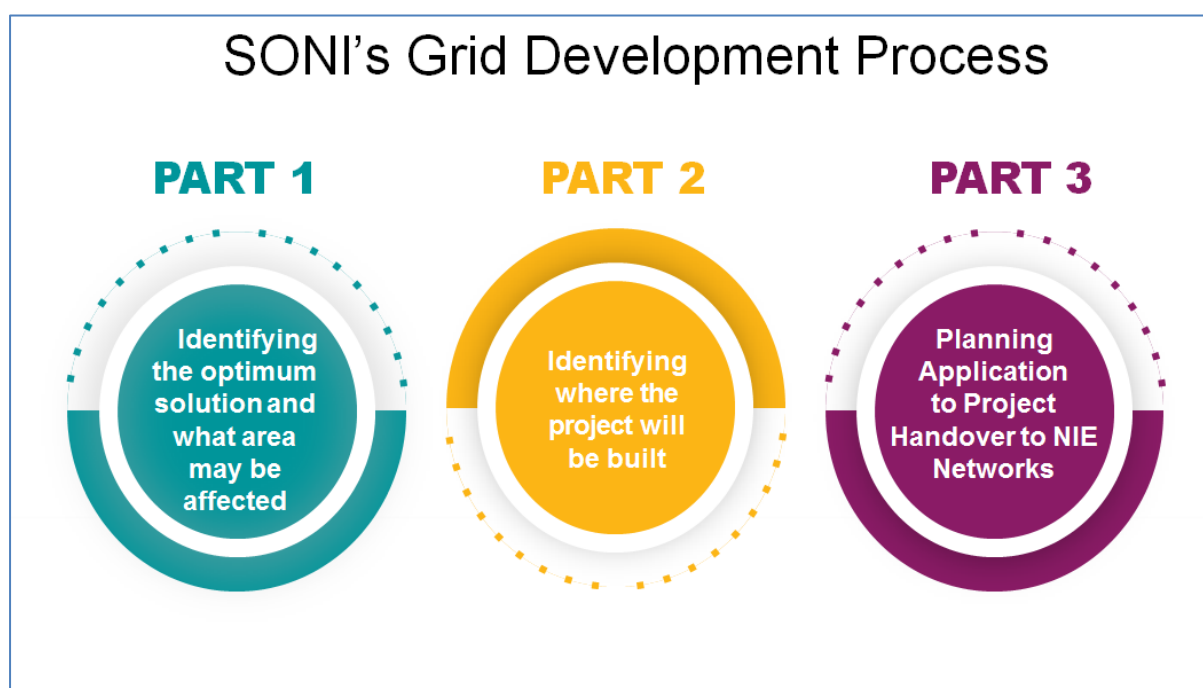 SONI's Grid Development Process
PART 1
Identifying
the optimum
solution and
what area
may be
affected
PART 2
Identifying
where the
project will
be built
PART 3
Planning
Application
to Project
Handover to NIE
Networks